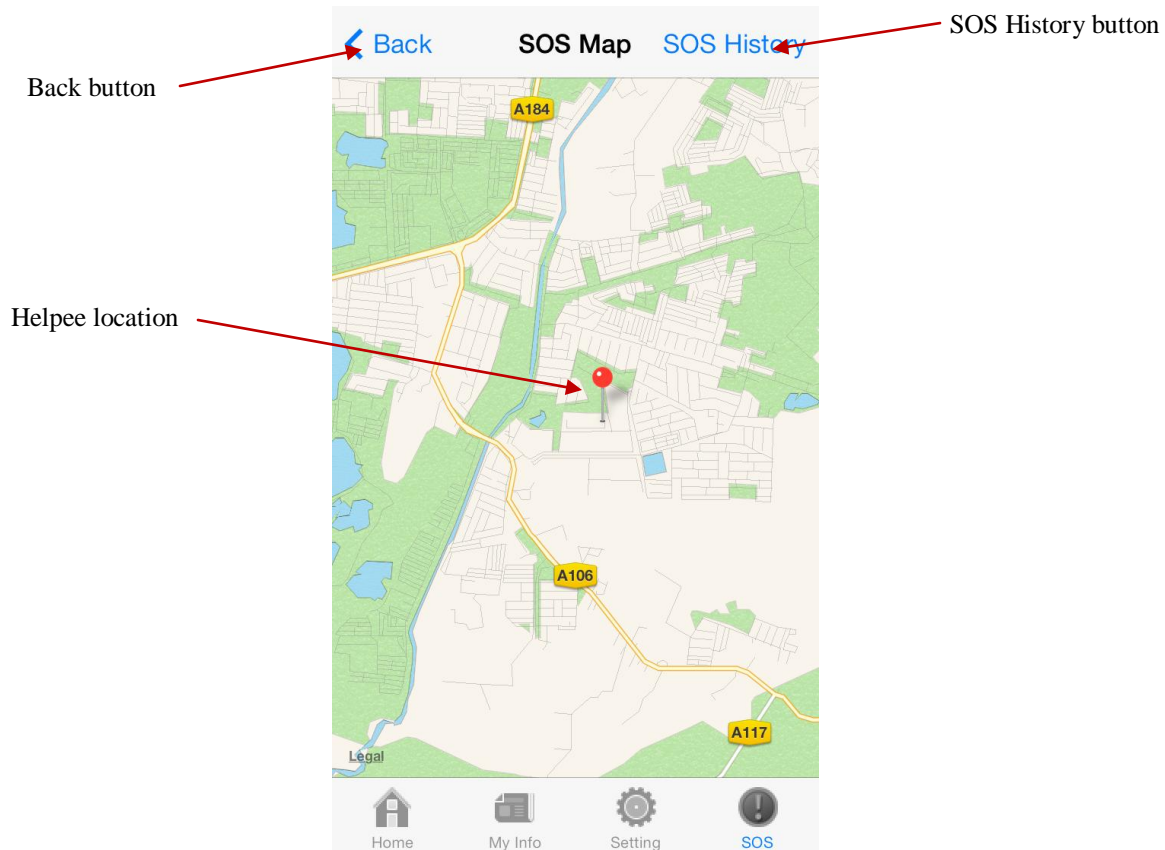 SOS History button
Back SOS Map SOS History
Back button
A184
Helpee location
A106
A117
Legal
Home My Info Setting SOS